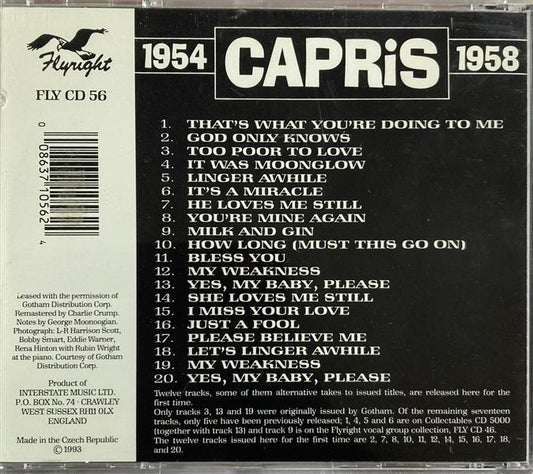 Flyright
FLY CD 56
0 08637 10562 4
Leased with the permission of
Gotham Distribution Corp.
Remastered by Charlie Crump.
Notes by George Moonoogian.
Photograph: L-R Harrison Scott,
Bobby Smart, Eddie Warner,
Rena Hinton with Rubin Wright
at the piano. Courtesy of Gotham
Distribution Corp.
Product of
INTERSTATE MUSIC LTD.
P.O. BOX No. 74 · CRAWLEY
WEST SUSSEX RH11 0LX
ENGLAND
Made in the Czech Republic
©1993
1954 CAPRiS 1958
1. THAT'S WHAT YOU'RE DOING TO ME
2. GOD ONLY KNOWS
3. TOO POOR TO LOVE
4. IT WAS MOONGLOW
5. LINGER AWHILE
6. IT'S A MIRACLE
7. HE LOVES ME STILL
8. YOU'RE MINE AGAIN
9. MILK AND GIN
10. HOW LONG (MUST THIS GO ON)
11. BLESS YOU
12. MY WEAKNESS
13. YES, MY BABY, PLEASE
14. SHE LOVES ME STILL
15. I MISS YOUR LOVE
16. JUST A FOOL
17. PLEASE BELIEVE ME
18. LET'S LINGER AWHILE
19. MY WEAKNESS
20. YES, MY BABY, PLEASE
Twelve tracks, some of them alternative takes to issued titles, are released here for the
first time.
Only tracks 3, 13 and 19 were originally issued by Gotham. Of the remaining seventeen
tracks, only five have been previously released; 1, 4, 5 and 6 are on Collectables CD 5000
(together with track 13) and track 9 is on the Flyright vocal group collection, FLY CD 46.
The twelve tracks issued here for the first time are 2, 7, 8, 10, 11, 12, 14, 15, 16, 17, 18,
and 20.